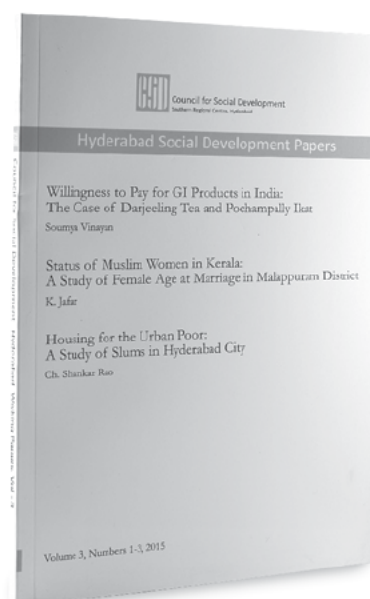 CSD
Council for Social Development
Southern Regional Centre, Hyderabad
Hyderabad Social Development Papers
Willingness to Pay for GI Products in India:
The Case of Darjeeling Tea and Pochampally Ikat
Soumya Vinayan
Status of Muslim Women in Kerala:
A Study of Female Age at Marriage in Malappuram District
K. Jafar
Housing for the Urban Poor:
A Study of Slums in Hyderabad City
Ch. Shankar Rao
Volume 3, Numbers 1-3, 2015